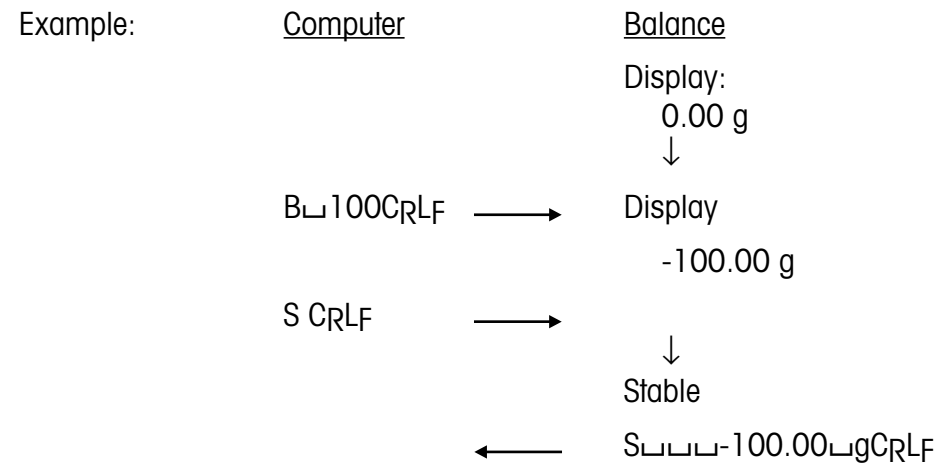 Example: Computer Balance
Display:
0.00 g
↓
B␣100CRLF → Display
-100.00 g
S CRLF →
↓
Stable
← S␣␣␣-100.00␣gCRLF